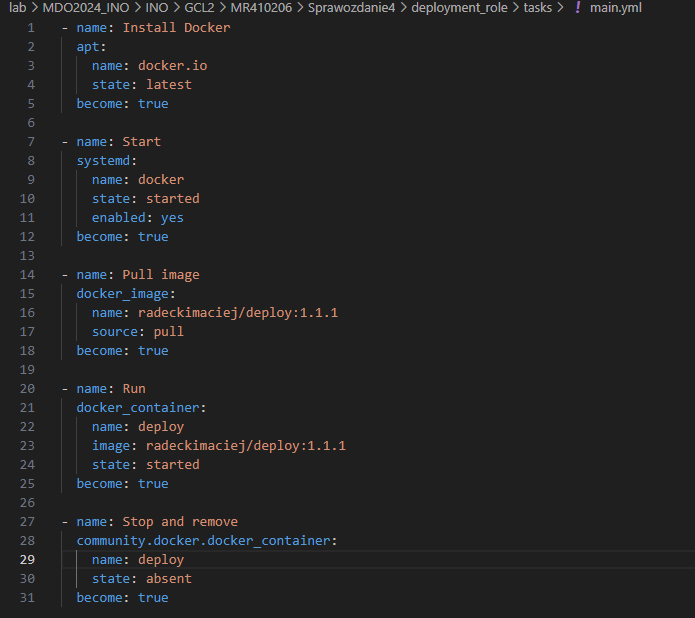 lab > MDO2024_INO > INO > GCL2 > MR410206 > Sprawozdanie4 > deployment_role > tasks > ! main.yml
1 - name: Install Docker
2   apt:
3     name: docker.io
4     state: latest
5   become: true
6
7 - name: Start
8   systemd:
9     name: docker
10     state: started
11     enabled: yes
12   become: true
13
14 - name: Pull image
15   docker_image:
16     name: radeckimaciej/deploy:1.1.1
17     source: pull
18   become: true
19
20 - name: Run
21   docker_container:
22     name: deploy
23     image: radeckimaciej/deploy:1.1.1
24     state: started
25   become: true
26
27 - name: Stop and remove
28   community.docker.docker_container:
29     name: deploy
30     state: absent
31   become: true